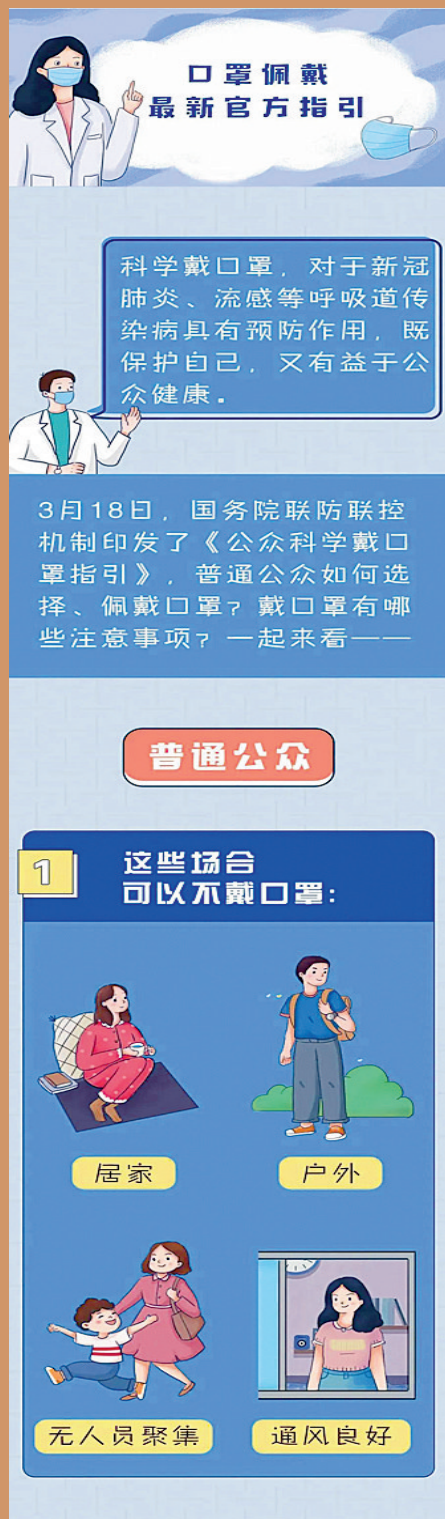 口罩佩戴
最新官方指引
科学戴口罩，对于新冠
肺炎、流感等呼吸道传
染病具有预防作用，既
保护自己，又有益于公
众健康。
3月18日，国务院联防联控
机制印发了《公众科学戴口
罩指引》，普通公众如何选
择、佩戴口罩？戴口罩有哪
些注意事项？一起来看——
普通公众
1
这些场合
可以不戴口罩：
居家
户外
无人员聚集
通风良好